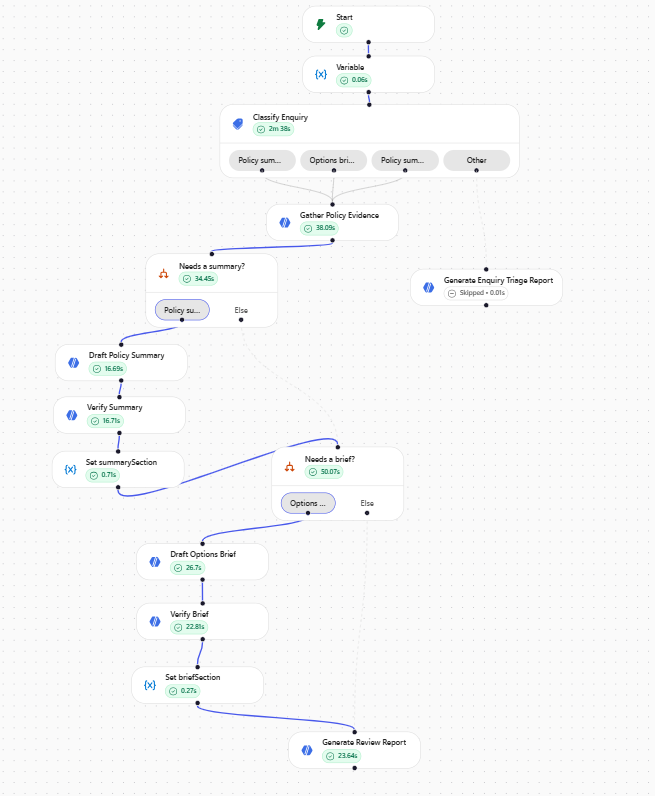 Start
Variable
0.06s
Classify Enquiry
2m 38s
Policy sum...
Options bri...
Policy sum...
Other
Gather Policy Evidence
38.09s
Needs a summary?
34.45s
Policy su...
Else
Generate Enquiry Triage Report
Skipped • 0.01s
Draft Policy Summary
16.69s
Verify Summary
16.71s
Set summarySection
0.71s
Needs a brief?
50.07s
Options ...
Else
Draft Options Brief
26.7s
Verify Brief
22.81s
Set briefSection
0.27s
Generate Review Report
23.64s